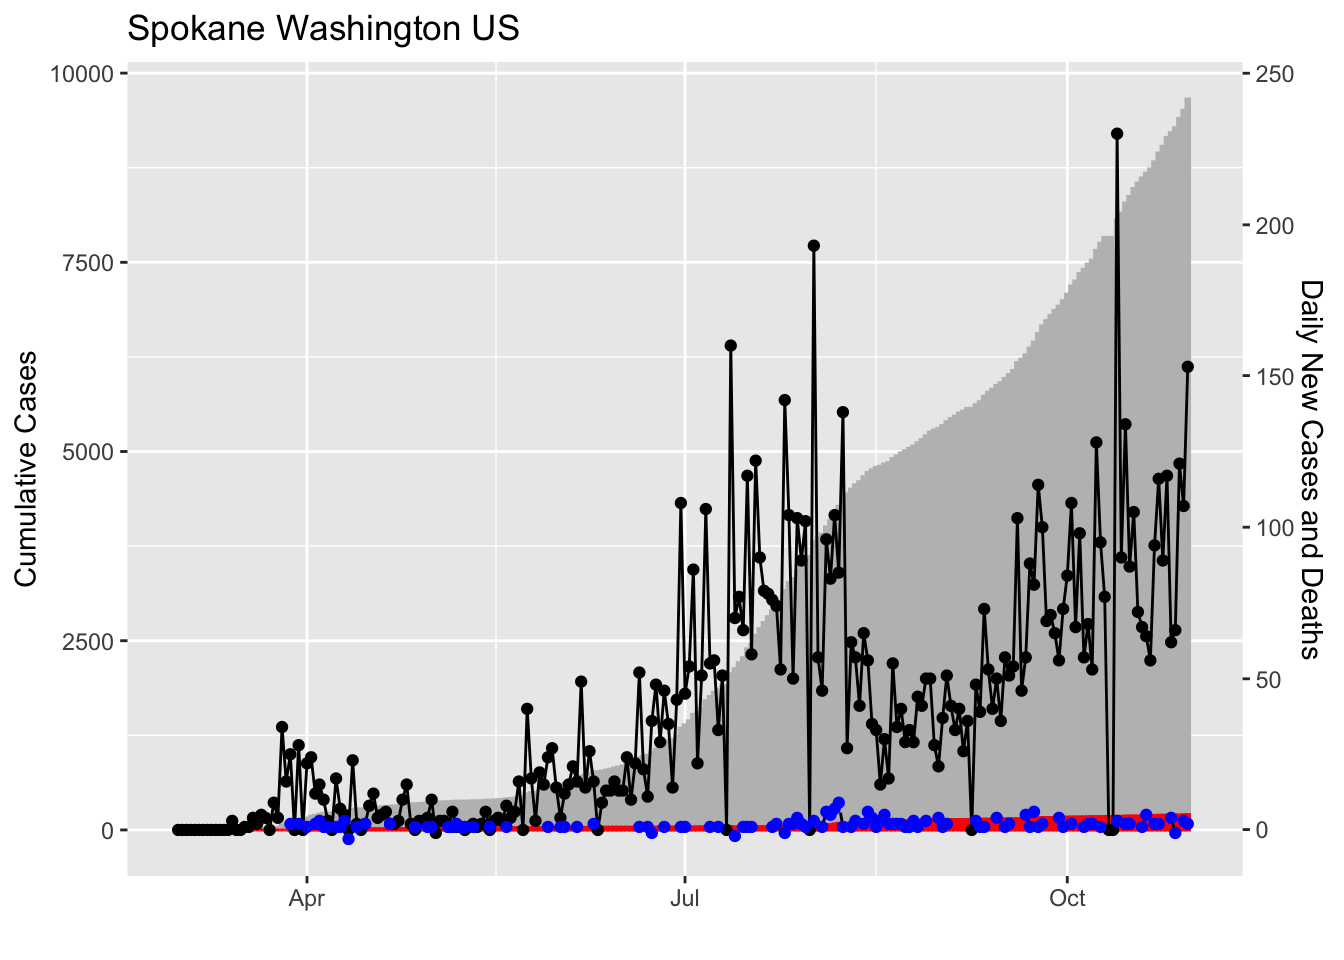 Spokane Washington US
10000
7500
5000
2500
0
250
200
150
100
50
0
Apr
Jul
Oct
Cumulative Cases
Daily New Cases and Deaths